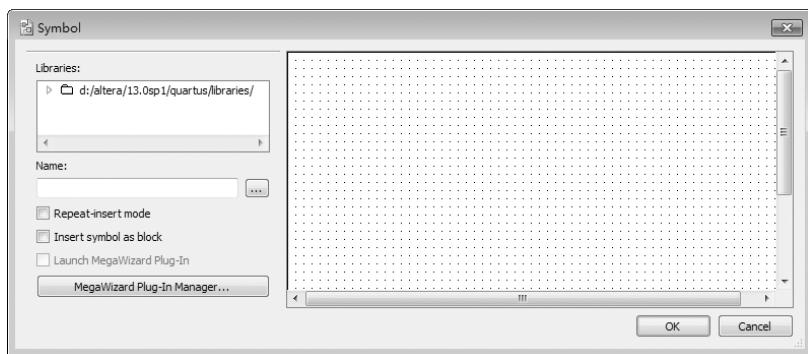 Symbol
Libraries:
d:/altera/13.0sp1/quartus/libraries/
Name:
...
Repeat-insert mode
Insert symbol as block
Launch MegaWizard Plug-In
MegaWizard Plug-In Manager...
OK
Cancel